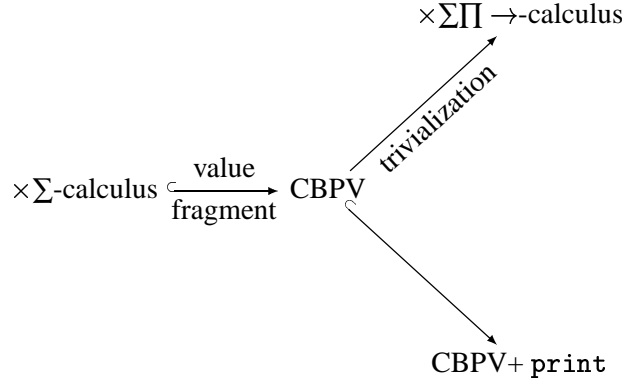 ×ΣΠ →-calculus
trivialization
×Σ-calculus
value
fragment
CBPV
CBPV+ print